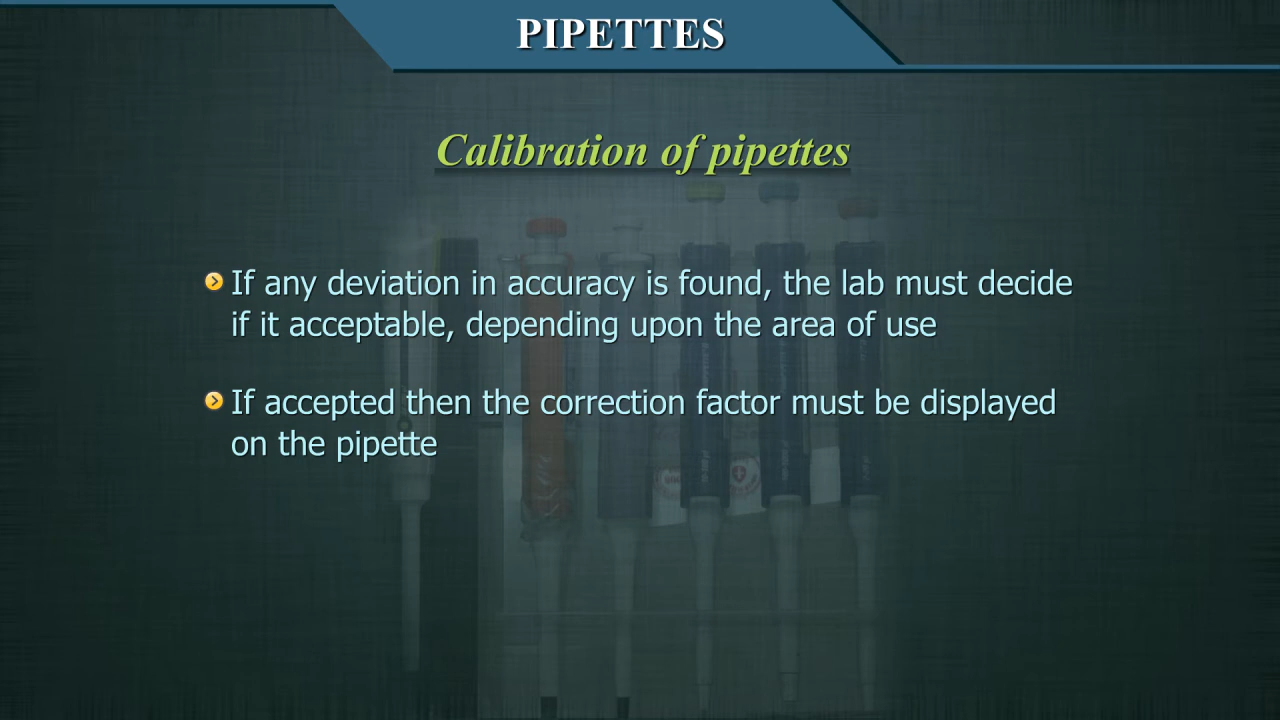 PIPETTES
Calibration of pipettes
If any deviation in accuracy is found, the lab must decide
if it acceptable, depending upon the area of use
If accepted then the correction factor must be displayed
on the pipette